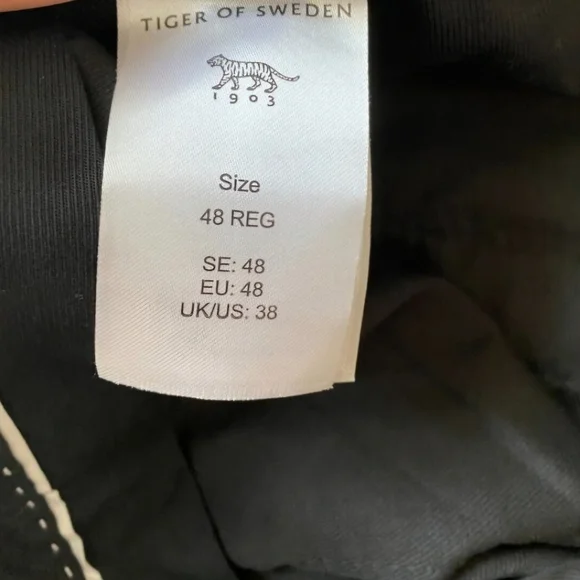 TIGER OF SWEDEN
1903
Size
48 REG
SE: 48
EU: 48
UK/US: 38